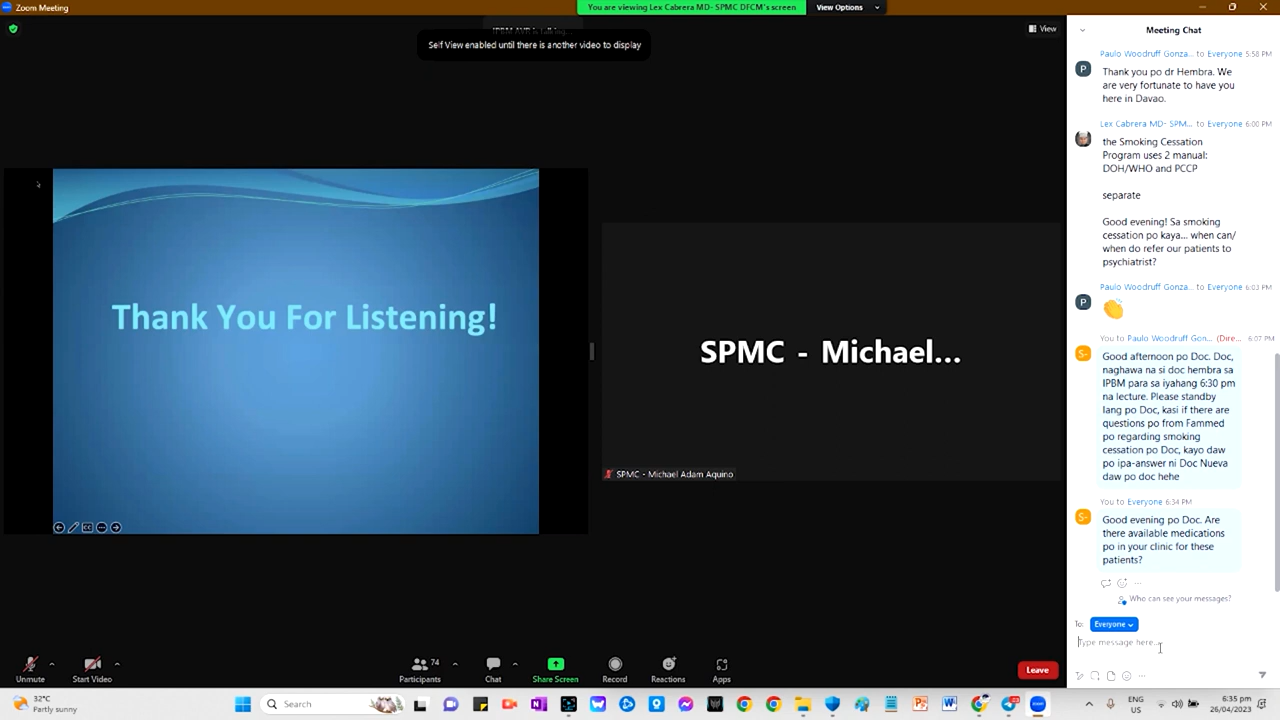 Zoom Meeting
You are viewing Lex Cabrera MD- SPMC DFCM's screen
View Options
View
Self View enabled until there is another video to display
Thank You For Listening!
SPMC - Michael...
SPMC - Michael Adam Aquino
Meeting Chat
Paulo Woodruff Gonza... to Everyone 5:58 PM
P
Thank you po dr Hembra. We
are very fortunate to have you
here in Davao.
Lex Cabrera MD- SPM... to Everyone 6:00 PM
the Smoking Cessation
Program uses 2 manual:
DOH/WHO and PCCP
separate
Good evening! Sa smoking
cessation po kaya... when can/
when do refer our patients to
psychiatrist?
Paulo Woodruff Gonza... to Everyone 6:03 PM
P
You to Paulo Woodruff Gon... (Dire... 6:07 PM
S-
Good afternoon po Doc. Doc,
naghawa na si doc hembra sa
IPBM para sa iyahang 6:30 pm
na lecture. Please standby
lang po Doc, kasi if there are
questions po from Fammed
po regarding smoking
cessation po Doc, kayo daw
po ipa-answer ni Doc Nueva
daw po doc hehe
You to Everyone 6:34 PM
S-
Good evening po Doc. Are
there available medications
po in your clinic for these
patients?
Who can see your messages?
To: Everyone
Type message here...
Unmute
Start Video
74
Participants
Chat
Share Screen
Record
Reactions
Apps
Leave
32°C
Partly sunny
Search
ENG
US
6:35 pm
26/04/2023